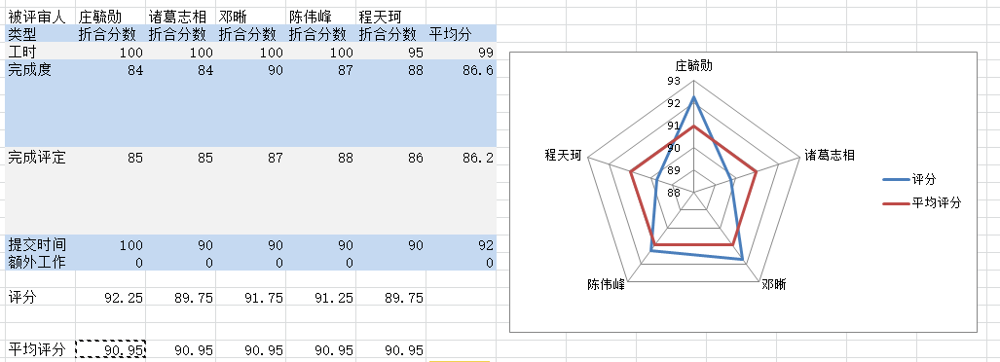 被评审人 庄毓勋 诸葛志相 邓晰 陈伟峰 程天珂
类型 折合分数 折合分数 折合分数 折合分数 折合分数 平均分
工时 100 100 100 100 95 99
完成度 84 84 90 87 88 86.6
完成评定 85 85 87 88 86 86.2
提交时间 100 90 90 90 90 92
额外工作 0 0 0 0 0 0
评分 92.25 89.75 91.75 91.25 89.75
平均评分 90.95 90.95 90.95 90.95 90.95
庄毓勋
93
92
91
90
89
88
程天珂
诸葛志相
陈伟峰
邓晰
评分
平均评分